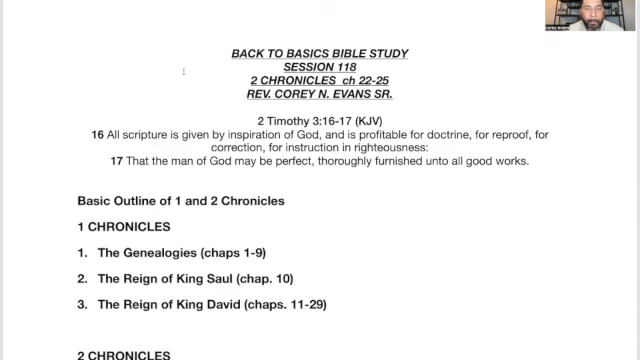 BACK TO BASICS BIBLE STUDY
SESSION 118
2 CHRONICLES ch 22-25
REV. COREY N. EVANS SR.
2 Timothy 3:16-17 (KJV)
16 All scripture is given by inspiration of God, and is profitable for doctrine, for reproof, for
correction, for instruction in righteousness:
17 That the man of God may be perfect, thoroughly furnished unto all good works.
Basic Outline of 1 and 2 Chronicles
1 CHRONICLES
1. The Genealogies (chaps 1-9)
2. The Reign of King Saul (chap. 10)
3. The Reign of King David (chaps. 11-29)
2 CHRONICLES